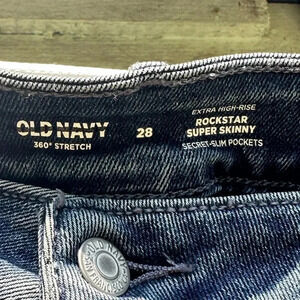 OLD NAVY
360° STRETCH
28
EXTRA HIGH-RISE
ROCKSTAR
SUPER SKINNY
SECRET-SLIM POCKETS
OLD NAVY